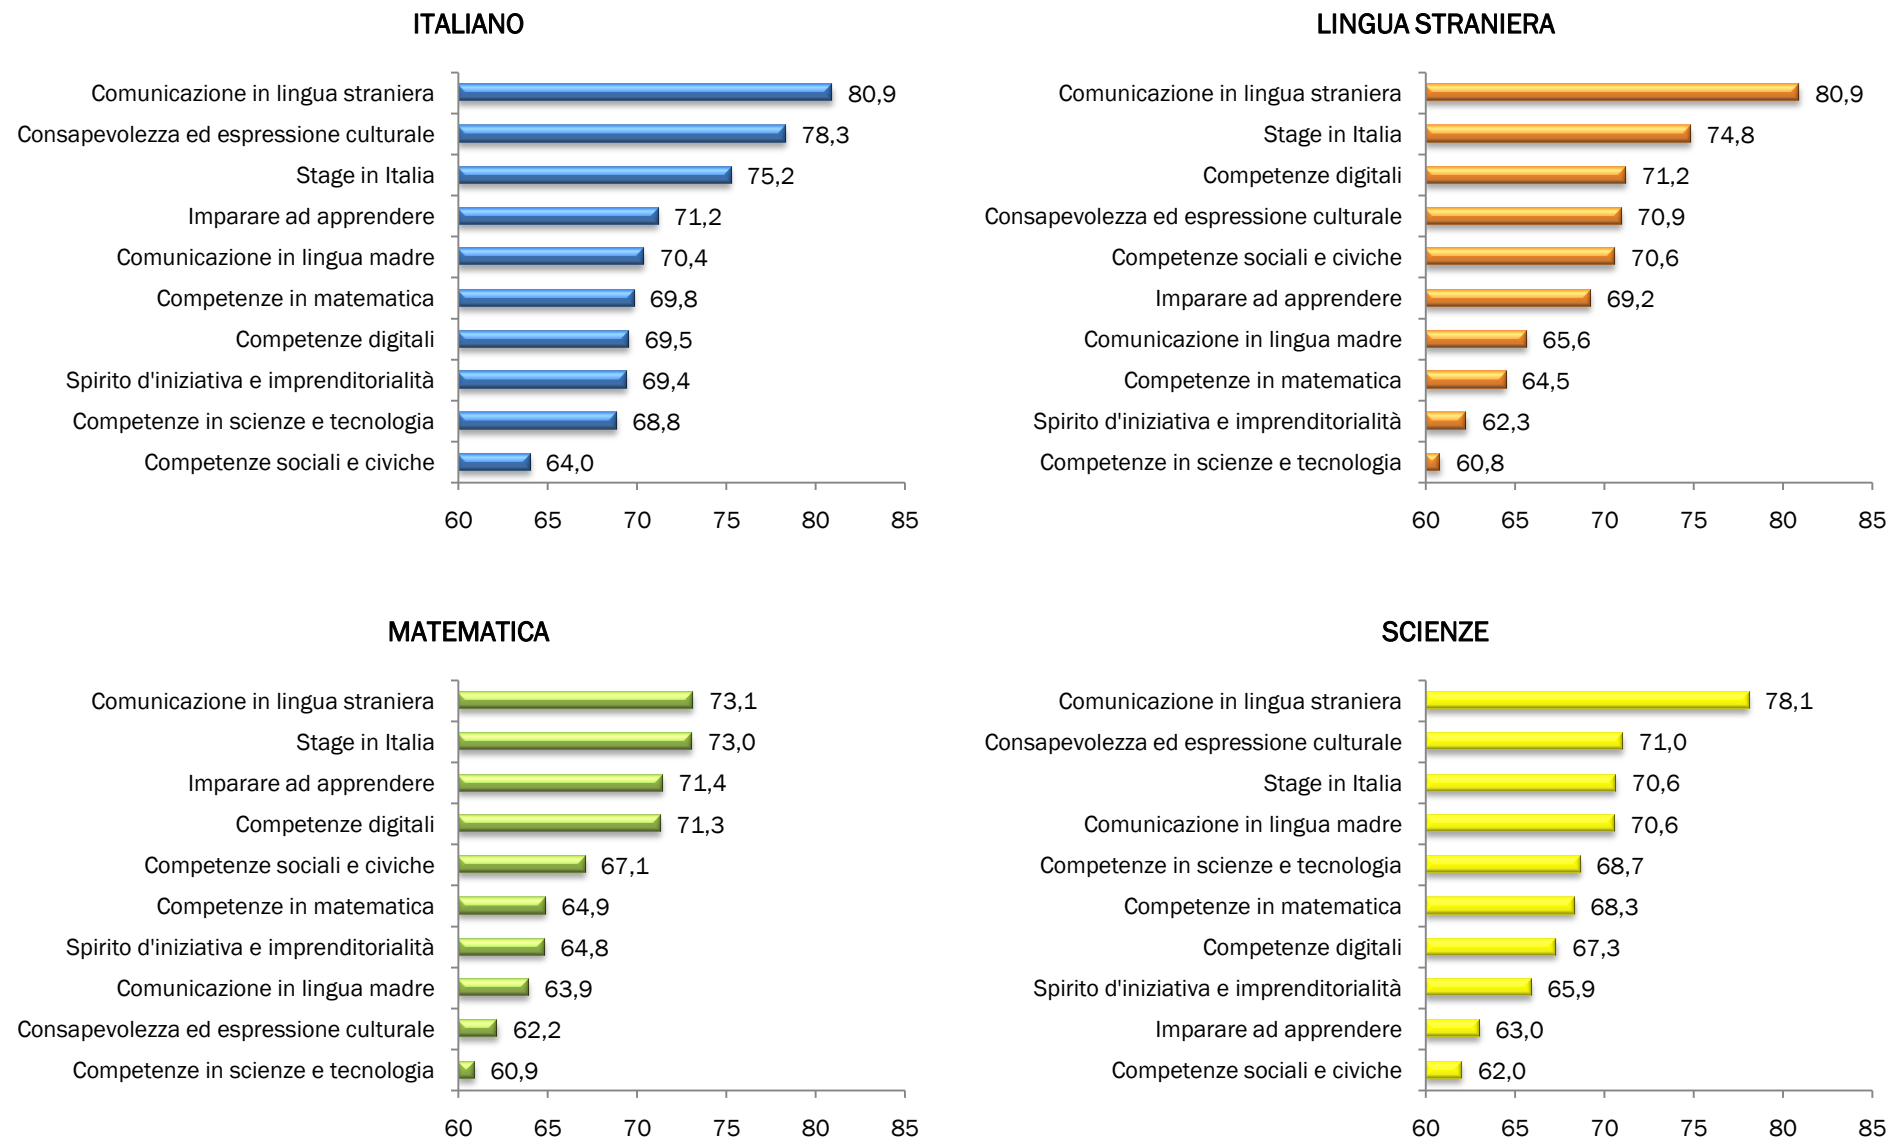 ITALIANO
Comunicazione in lingua straniera 80,9
Consapevolezza ed espressione culturale 78,3
Stage in Italia 75,2
Imparare ad apprendere 71,2
Comunicazione in lingua madre 70,4
Competenze in matematica 69,8
Competenze digitali 69,5
Spirito d'iniziativa e imprenditorialità 69,4
Competenze in scienze e tecnologia 68,8
Competenze sociali e civiche 64,0
60 65 70 75 80 85
LINGUA STRANIERA
Comunicazione in lingua straniera 80,9
Stage in Italia 74,8
Competenze digitali 71,2
Consapevolezza ed espressione culturale 70,9
Competenze sociali e civiche 70,6
Imparare ad apprendere 69,2
Comunicazione in lingua madre 65,6
Competenze in matematica 64,5
Spirito d'iniziativa e imprenditorialità 62,3
Competenze in scienze e tecnologia 60,8
60 65 70 75 80 85
MATEMATICA
Comunicazione in lingua straniera 73,1
Stage in Italia 73,0
Imparare ad apprendere 71,4
Competenze digitali 71,3
Competenze sociali e civiche 67,1
Competenze in matematica 64,9
Spirito d'iniziativa e imprenditorialità 64,8
Comunicazione in lingua madre 63,9
Consapevolezza ed espressione culturale 62,2
Competenze in scienze e tecnologia 60,9
60 65 70 75 80 85
SCIENZE
Comunicazione in lingua straniera 78,1
Consapevolezza ed espressione culturale 71,0
Stage in Italia 70,6
Comunicazione in lingua madre 70,6
Competenze in scienze e tecnologia 68,7
Competenze in matematica 68,3
Competenze digitali 67,3
Spirito d'iniziativa e imprenditorialità 65,9
Imparare ad apprendere 63,0
Competenze sociali e civiche 62,0
60 65 70 75 80 85